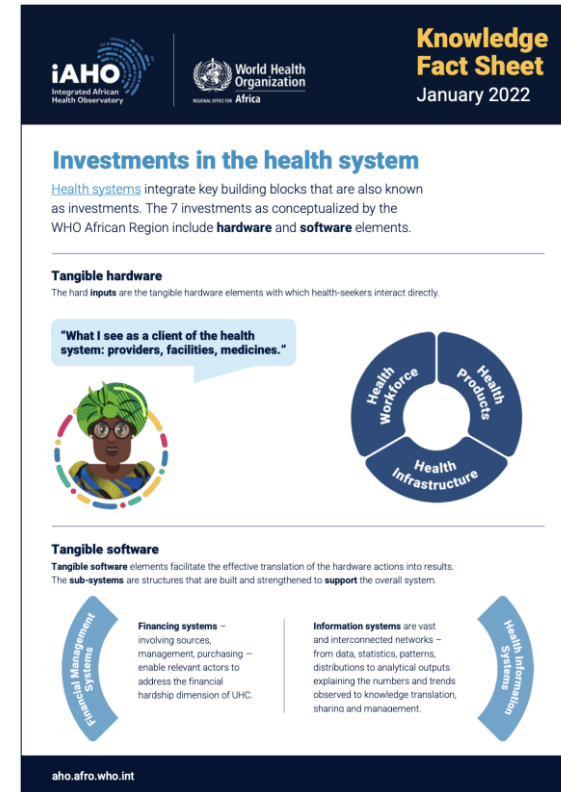 iAHO
Integrated African
Health Observatory
World Health
Organization
REGIONAL OFFICE FOR Africa
Knowledge
Fact Sheet
January 2022
Investments in the health system
Health systems integrate key building blocks that are also known
as investments. The 7 investments as conceptualized by the
WHO African Region include hardware and software elements.
Tangible hardware
The hard inputs are the tangible hardware elements with which health-seekers interact directly.
“What I see as a client of the health
system: providers, facilities, medicines.”
Health
Workforce
Health
Products
Health
Infrastructure
Tangible software
Tangible software elements facilitate the effective translation of the hardware actions into results.
The sub-systems are structures that are built and strengthened to support the overall system.
Financial Management
Systems
Financing systems –
involving sources,
management, purchasing —
enable relevant actors to
address the financial
hardship dimension of UHC.
Information systems are vast
and interconnected networks –
from data, statistics, patterns,
distributions to analytical outputs
explaining the numbers and trends
observed to knowledge translation,
sharing and management.
Health Information
Systems
aho.afro.who.int